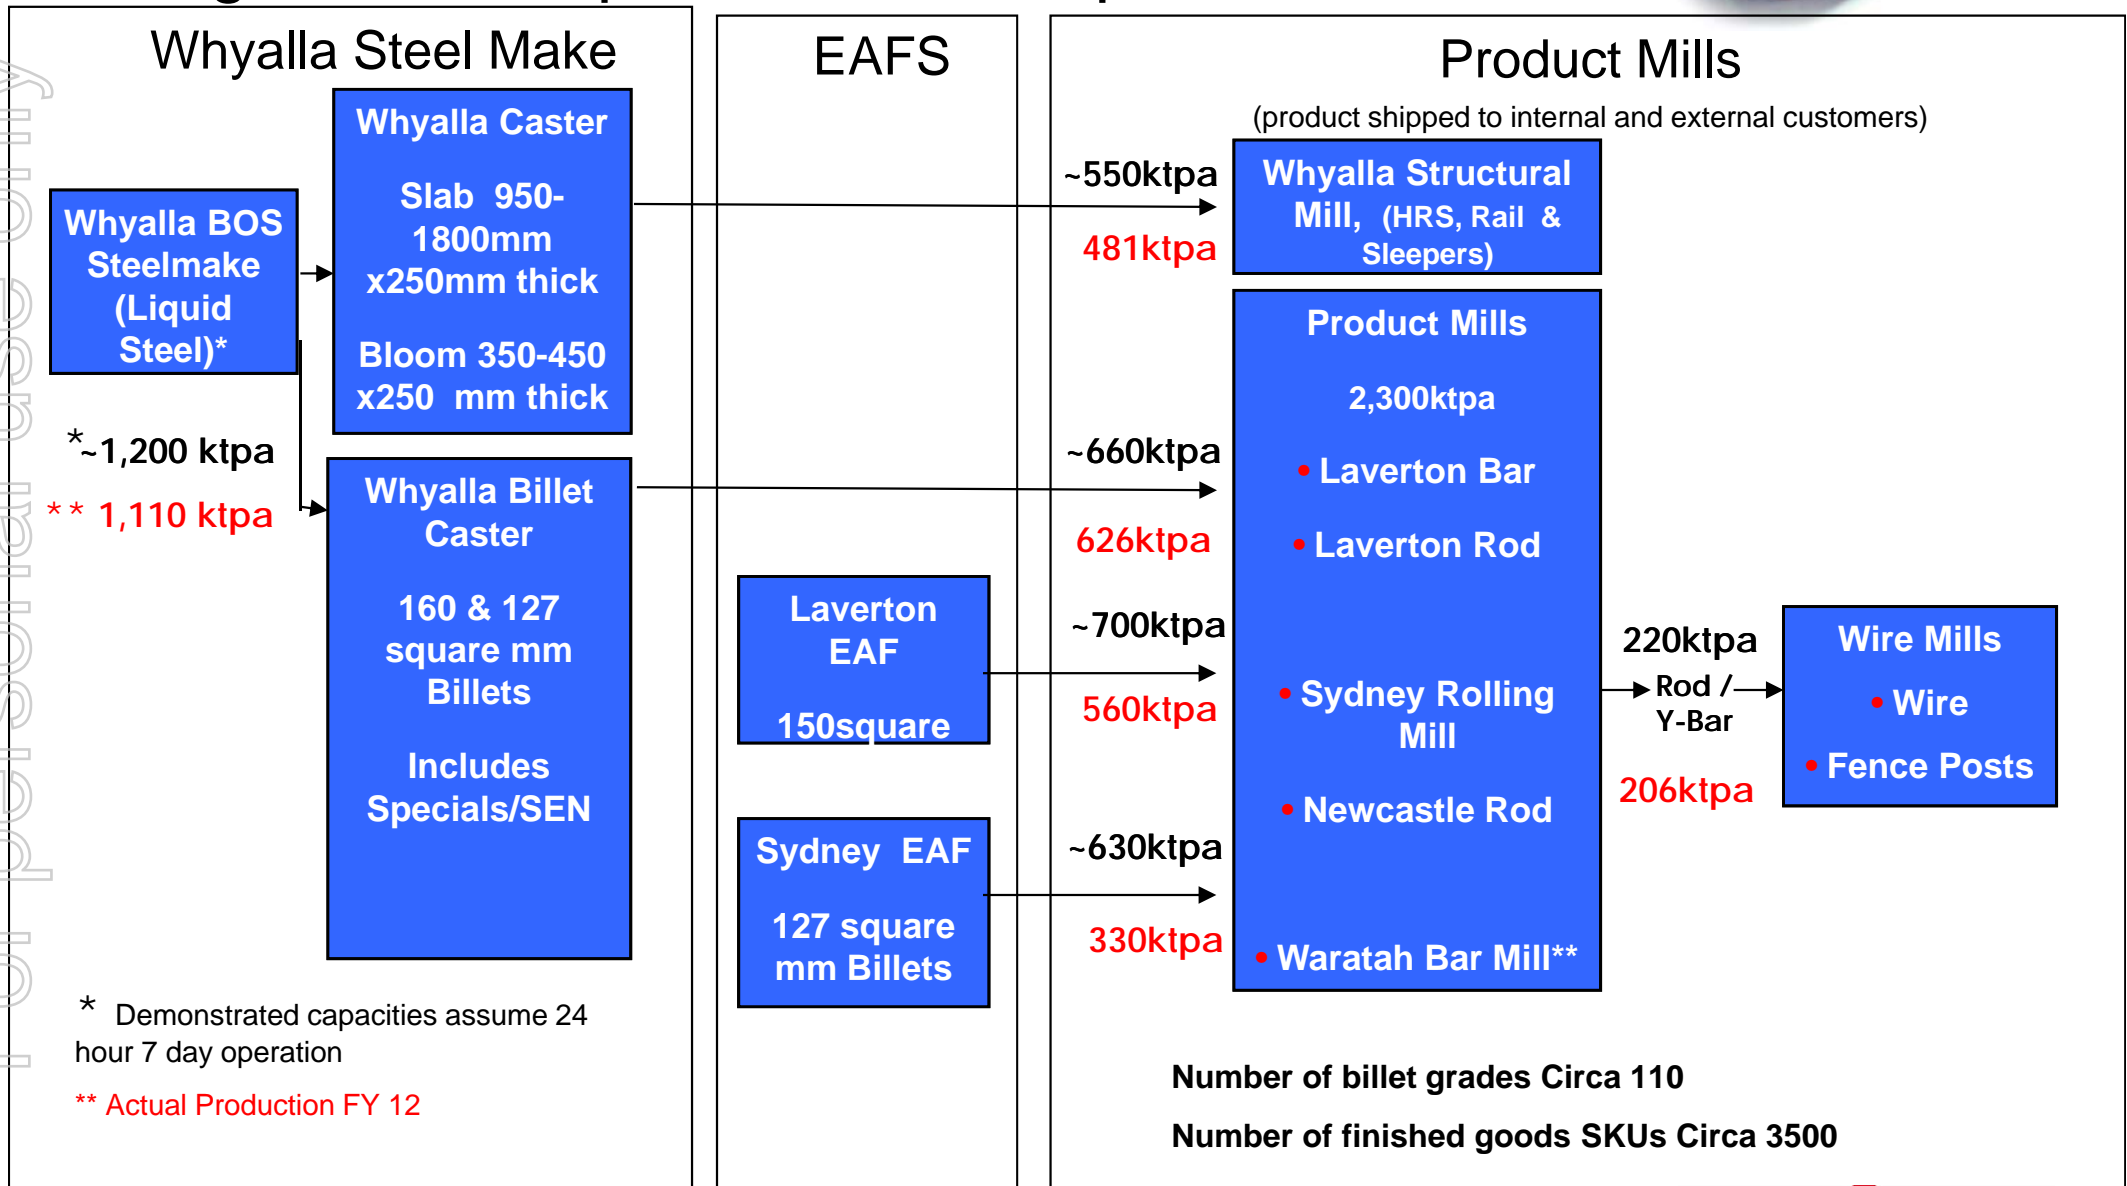 For personal use only
Whyalla Steel Make
EAFS
Product Mills
(product shipped to internal and external customers)
Whyalla BOS
Steelmake
(Liquid
Steel)*
*~1,200 ktpa
** 1,110 ktpa
Whyalla Caster
Slab 950-
1800mm
x250mm thick
Bloom 350-450
x250 mm thick
Whyalla Billet
Caster
160 & 127
square mm
Billets
Includes
Specials/SEN
* Demonstrated capacities assume 24
hour 7 day operation
** Actual Production FY 12
Laverton
EAF
150square
Sydney EAF
127 square
mm Billets
~550ktpa
481ktpa
~660ktpa
626ktpa
~700ktpa
560ktpa
~630ktpa
330ktpa
Whyalla Structural
Mill, (HRS, Rail &
Sleepers)
Product Mills
2,300ktpa
• Laverton Bar
• Laverton Rod
• Sydney Rolling
Mill
• Newcastle Rod
• Waratah Bar Mill**
220ktpa
Rod /
Y-Bar
206ktpa
Wire Mills
• Wire
• Fence Posts
Number of billet grades Circa 110
Number of finished goods SKUs Circa 3500